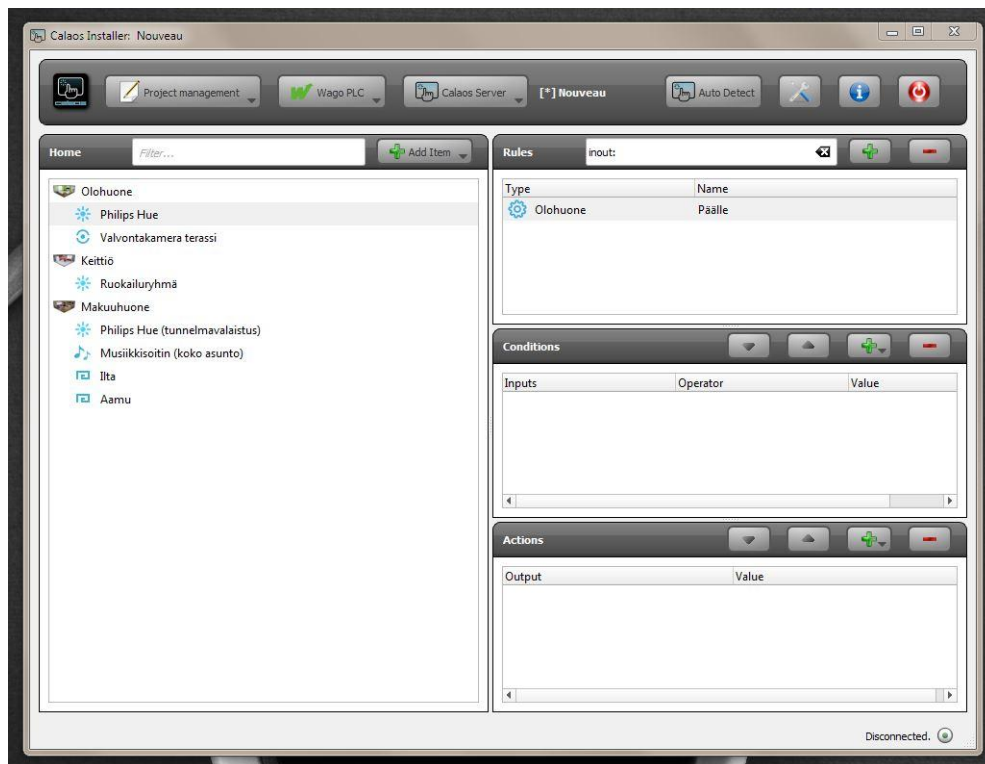 Calaos Installer: Nouveau
Project management
Wago PLC
Calaos Server
[*] Nouveau
Auto Detect
Home
Filter...
Add Item
Olohuone
Philips Hue
Valvontakamera terassi
Keittiö
Ruokailuryhmä
Makuuhuone
Philips Hue (tunnelmavalaistus)
Musiikkisoitin (koko asunto)
Ilta
Aamu
Rules
inout:
Type Name
Olohuone Päälle
Conditions
Inputs Operator Value
Actions
Output Value
Disconnected.